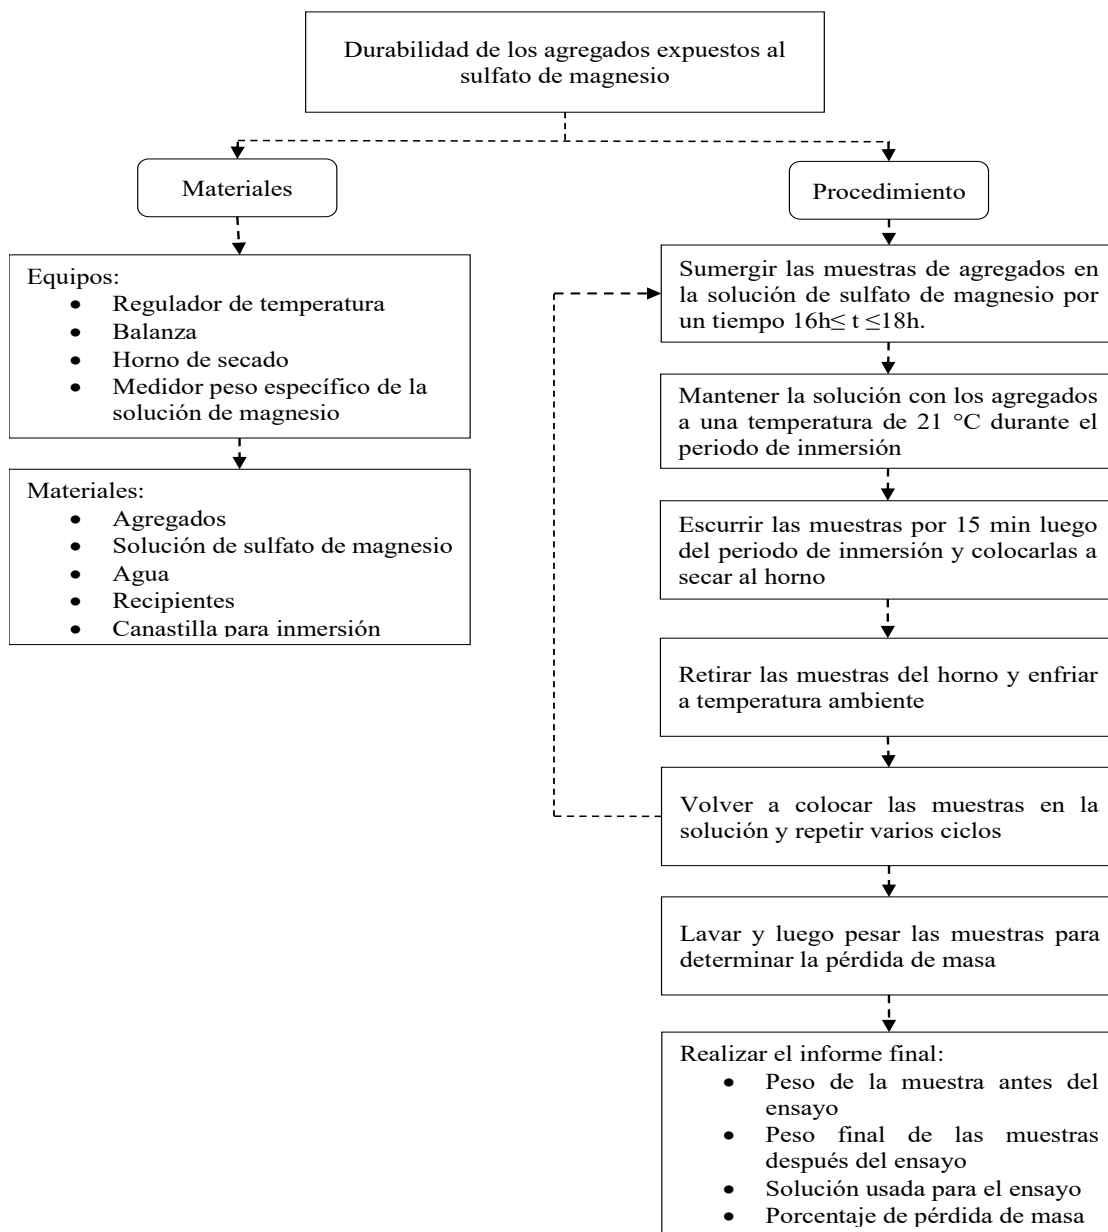 Durabilidad de los agregados expuestos al
sulfato de magnesio
Materiales
Equipos:
• Regulador de temperatura
• Balanza
• Horno de secado
• Medidor peso específico de la
solución de magnesio
Materiales:
• Agregados
• Solución de sulfato de magnesio
• Agua
• Recipientes
• Canastilla para inmersión
Procedimiento
Sumergir las muestras de agregados en
la solución de sulfato de magnesio por
un tiempo 16h≤ t ≤18h.
Mantener la solución con los agregados
a una temperatura de 21 °C durante el
periodo de inmersión
Escurrir las muestras por 15 min luego
del periodo de inmersión y colocarlas a
secar al horno
Retirar las muestras del horno y enfriar
a temperatura ambiente
Volver a colocar las muestras en la
solución y repetir varios ciclos
Lavar y luego pesar las muestras para
determinar la pérdida de masa
Realizar el informe final:
• Peso de la muestra antes del
ensayo
• Peso final de las muestras
después del ensayo
• Solución usada para el ensayo
• Porcentaje de pérdida de masa